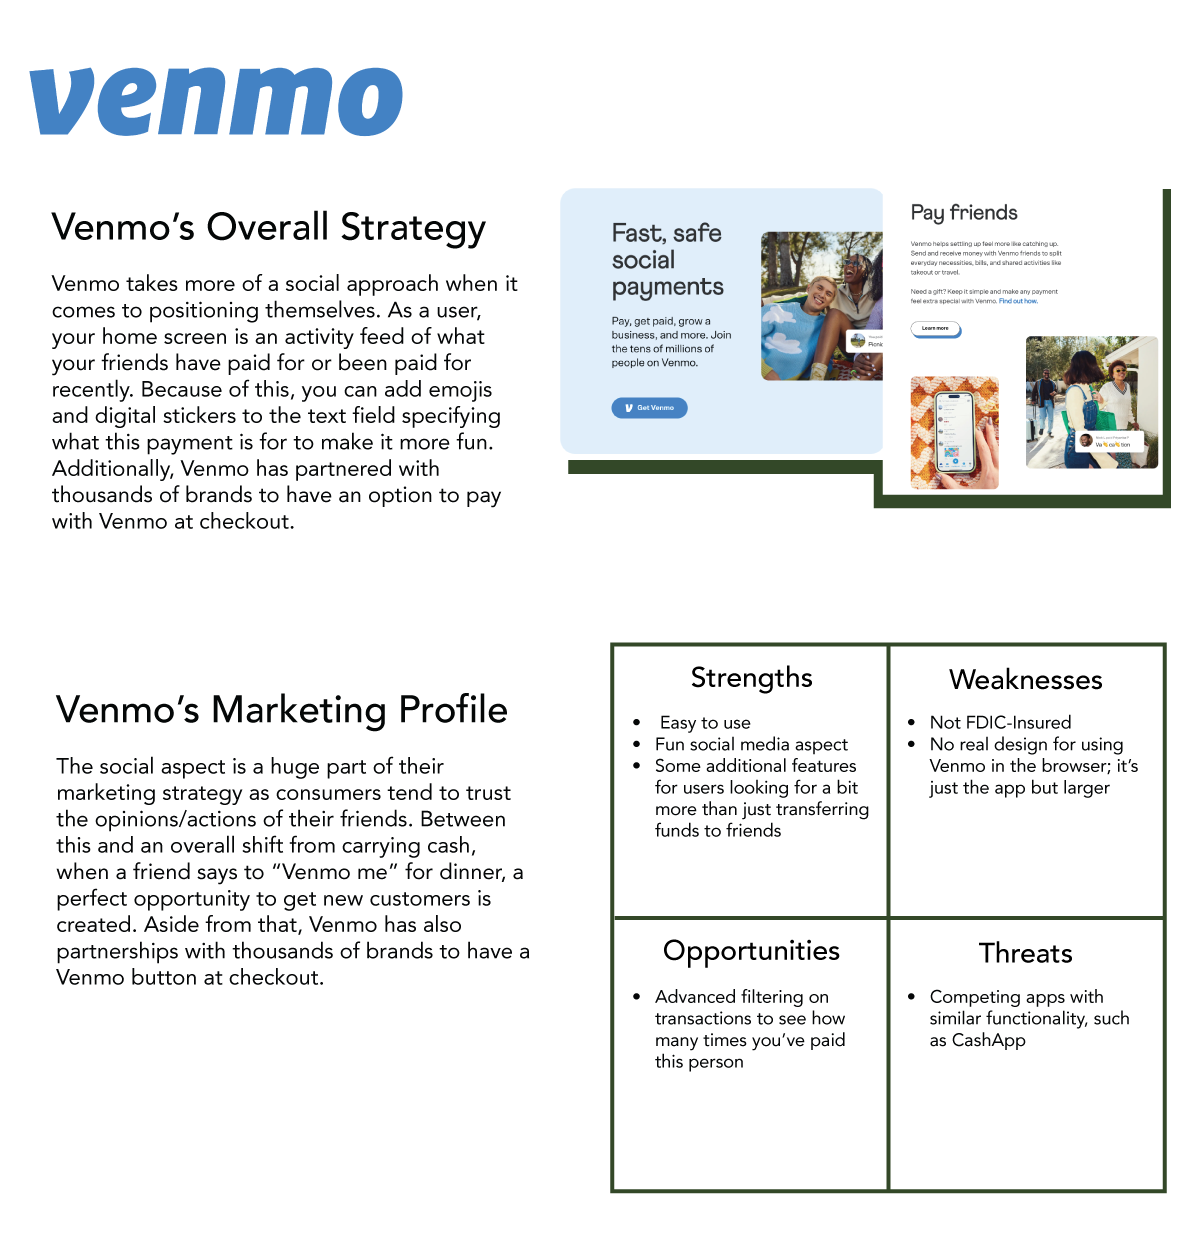 venmo
Venmo's Overall Strategy
Venmo takes more of a social approach when it
comes to positioning themselves. As a user,
your home screen is an activity feed of what
your friends have paid for or been paid for
recently. Because of this, you can add emojis
and digital stickers to the text field specifying
what this payment is for to make it more fun.
Additionally, Venmo has partnered with
thousands of brands to have an option to pay
with Venmo at checkout.
Fast, safe
social
payments
Pay, get paid, grow a
business, and more. Join
the tens of millions of
people on Venmo.
Get Venmo
Pay friends
Venmo helps settling up feel more like catching up.
Send and receive money with Venmo friends to split
everyday necessities, bills, and shared activities like
takeout or travel.
Need a gift? Keep it simple and make any payment
feel extra special with Venmo. Find out how.
Learn more
Venmo's Marketing Profile
The social aspect is a huge part of their
marketing strategy as consumers tend to trust
the opinions/actions of their friends. Between
this and an overall shift from carrying cash,
when a friend says to “Venmo me” for dinner, a
perfect opportunity to get new customers is
created. Aside from that, Venmo has also
partnerships with thousands of brands to have a
Venmo button at checkout.
Strengths
• Easy to use
• Fun social media aspect
• Some additional features
for users looking for a bit
more than just transferring
funds to friends
Weaknesses
• Not FDIC-Insured
• No real design for using
Venmo in the browser; it's
just the app but larger
Opportunities
• Advanced filtering on
transactions to see how
many times you've paid
this person
Threats
• Competing apps with
similar functionality, such
as CashApp